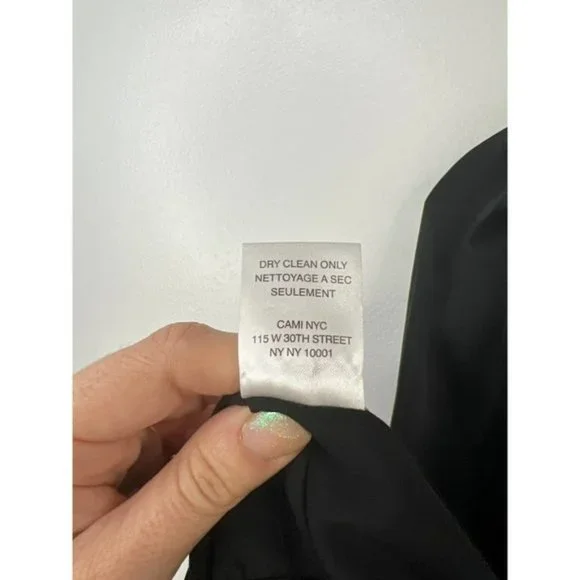 DRY CLEAN ONLY
NETTOYAGE A SEC
SEULEMENT
CAMI NYC
115 W 30TH STREET
NY NY 10001